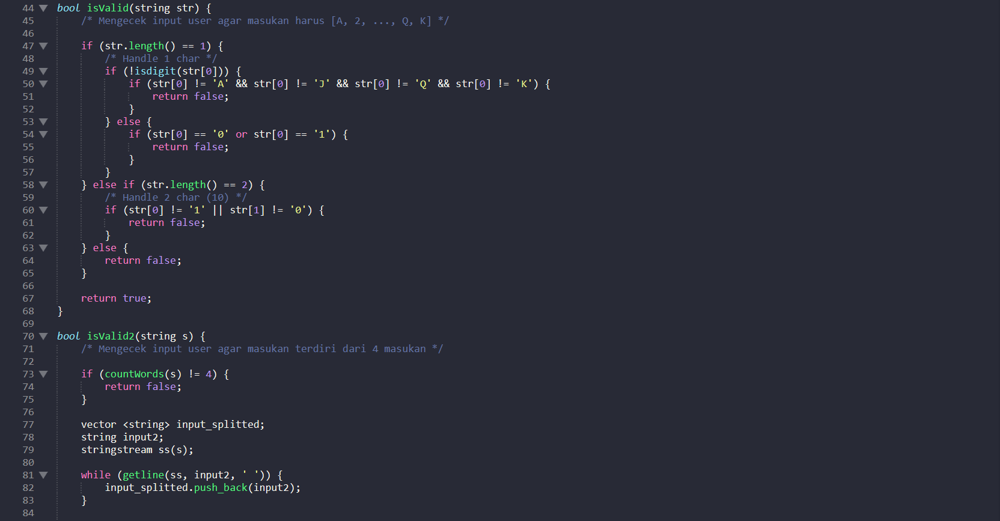 44 ▼ bool isValid(string str) {
45 /* Mengecek input user agar masukan harus [A, 2, ..., Q, K] */
46
47 ▼ if (str.length() == 1) {
48 /* Handle 1 char */
49 ▼ if (!isdigit(str[0])) {
50 ▼ if (str[0] != 'A' && str[0] != 'J' && str[0] != 'Q' && str[0] != 'K') {
51 return false;
52 }
53 ▼ } else {
54 ▼ if (str[0] == '0' or str[0] == '1') {
55 return false;
56 }
57 }
58 ▼ } else if (str.length() == 2) {
59 /* Handle 2 char (10) */
60 ▼ if (str[0] != '1' || str[1] != '0') {
61 return false;
62 }
63 ▼ } else {
64 return false;
65 }
66
67 return true;
68 }
69
70 ▼ bool isValid2(string s) {
71 /* Mengecek input user agar masukan terdiri dari 4 masukan */
72
73 ▼ if (countWords(s) != 4) {
74 return false;
75 }
76
77 vector <string> input_splitted;
78 string input2;
79 stringstream ss(s);
80
81 ▼ while (getline(ss, input2, ' ')) {
82 input_splitted.push_back(input2);
83 }
84